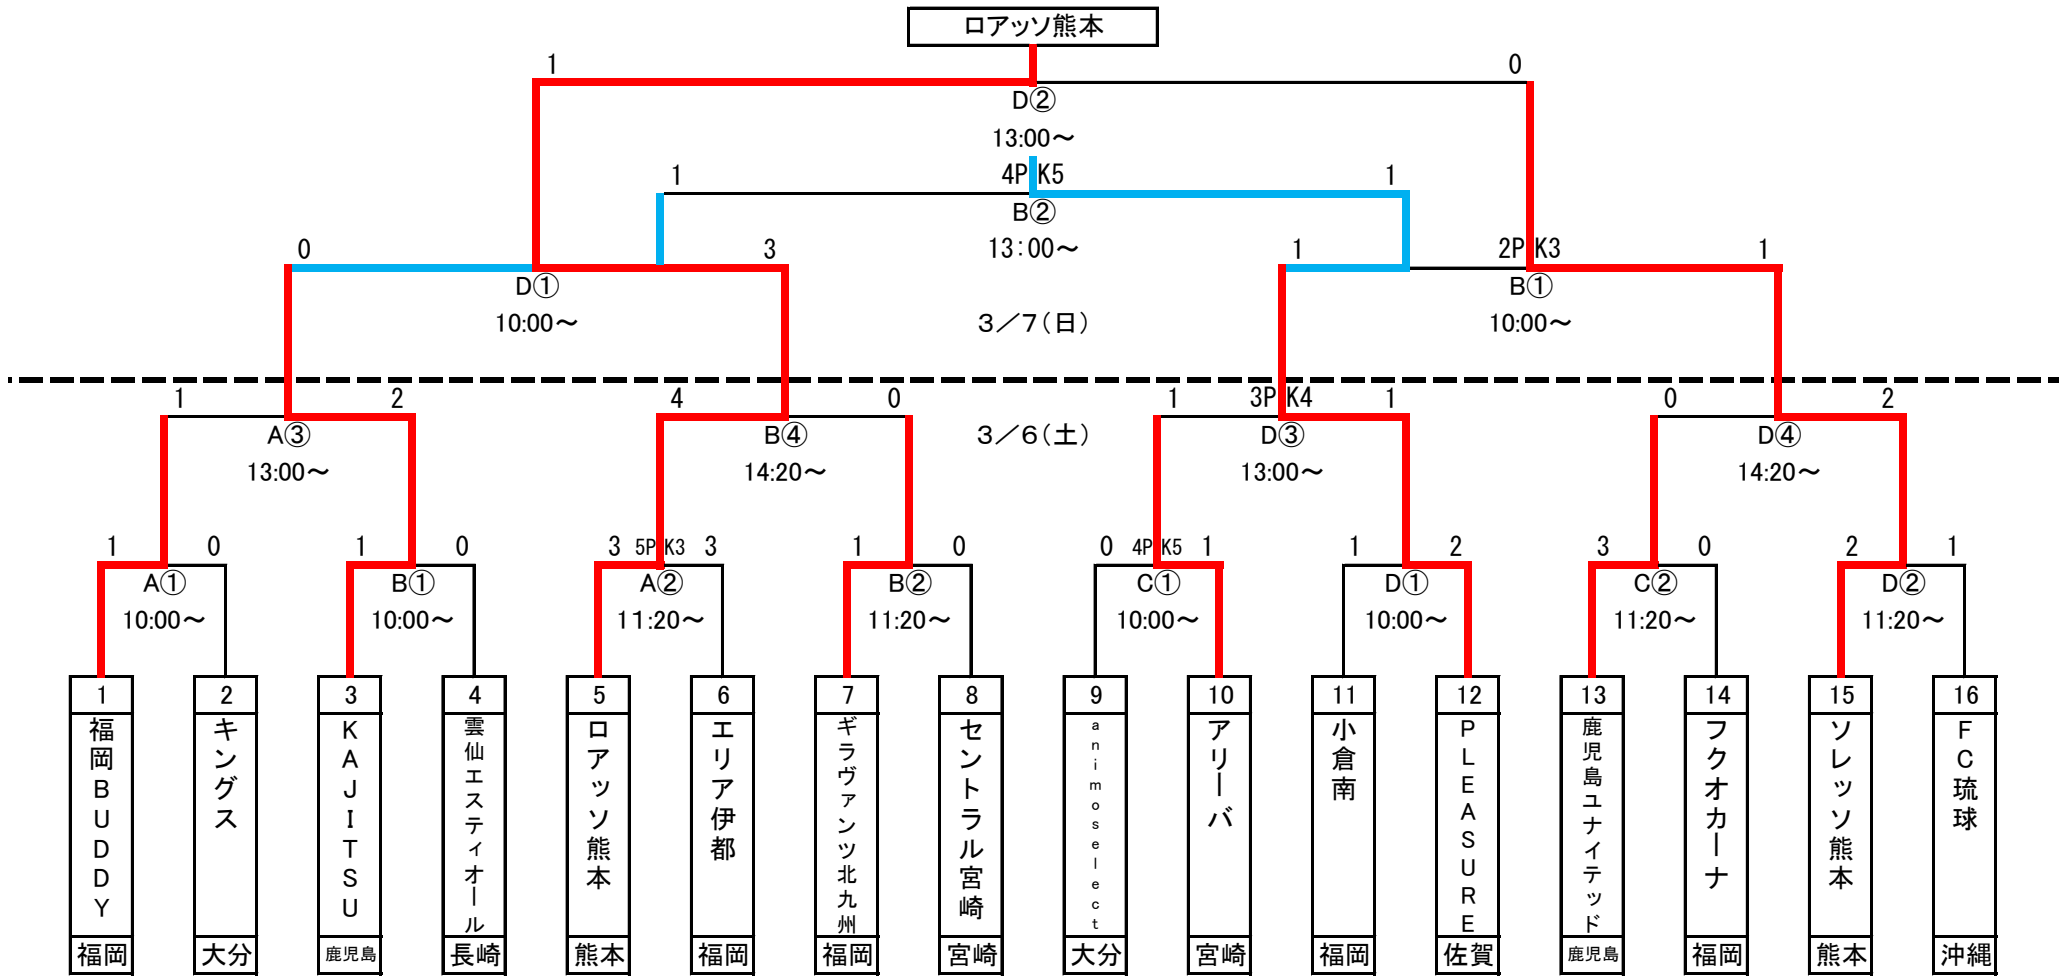 ロアッソ熊本
1 0
D②
13:00～
1 4PK5 1
B②
13:00～
0 3 1 2PK3 1
D① B①
10:00～ 3／7(日) 10:00～
1 2 4 0 1 3PK4 1 0 2
A③ B④ 3／6(土) D③ D④
13:00～ 14:20～ 13:00～ 14:20～
1 0 1 0 3 5PK3 3 1 0 0 4PK5 1 1 2 3 0 2 1
A① B① A② B② C① D① C② D②
10:00～ 10:00～ 11:20～ 11:20～ 10:00～ 10:00～ 11:20～ 11:20～
1 2 3 4 5 6 7 8 9 10 11 12 13 14 15 16
福岡BUDDY
キングス
KAJITSU
雲仙エスティオール
ロアッソ熊本
エリア伊都
ギラヴァンツ北九州
セントラル宮崎
animoselect
アリーバ
小倉南
PLEASURE
鹿児島ユナイテッド
フクオカーナ
ソレッソ熊本
FC琉球
福岡 大分 鹿児島 長崎 熊本 福岡 福岡 宮崎 大分 宮崎 福岡 佐賀 鹿児島 福岡 熊本 沖縄